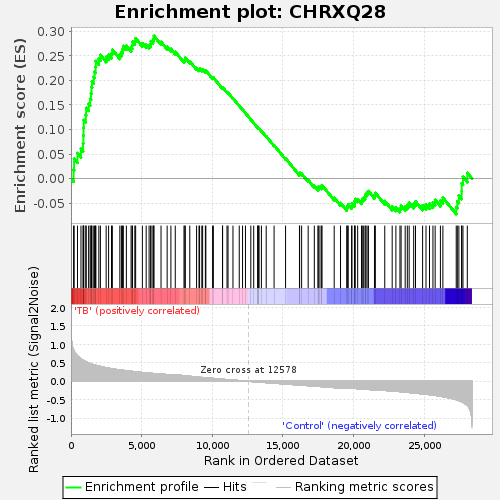 Enrichment plot: CHRXQ28
Enrichment score (ES)
0.30
0.25
0.20
0.15
0.10
0.05
0.00
-0.05
Ranked list metric (Signal2Noise)
'TB' (positively correlated)
2.0
1.5
1.0
0.5
0.0
-0.5
-1.0
Zero cross at 12578
'Control' (negatively correlated)
0
5,000
10,000
15,000
20,000
25,000
Rank in Ordered Dataset
Enrichment profile
Hits
Ranking metric scores